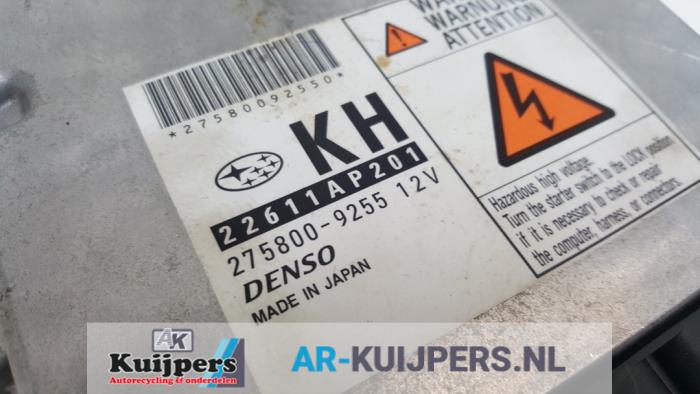 *27580092550*
KH
22611AP201
275800-9255 12V
DENSO
MADE IN JAPAN
WARNING
WARNUNG
ATTENTION
Hazardous high voltage.
Turn the starter switch to the LOCK position
if it is necessary to check or repair
the computer, harness, or connectors.
AK
Kuijpers
Autorecycling & onderdelen
AR-KUIJPERS.NL